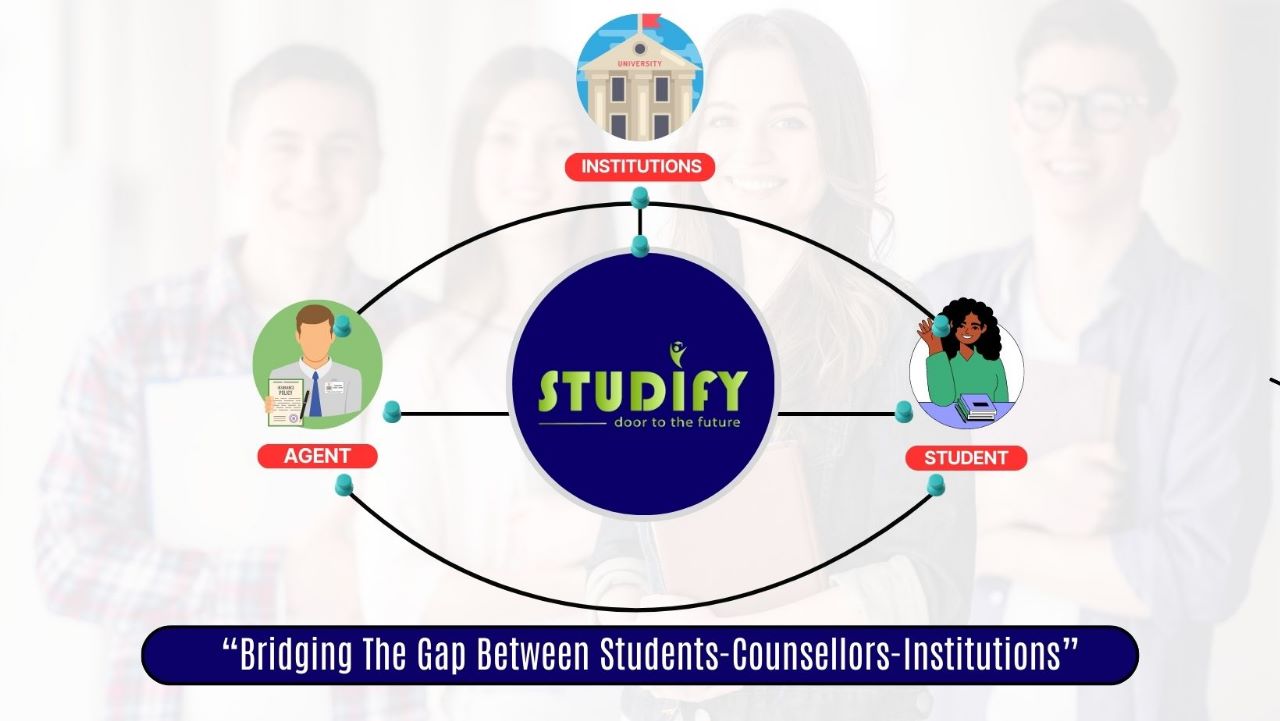 UNIVERSITY
INSTITUTIONS
STUDIFY
door to the future
AGENT
STUDENT
“Bridging The Gap Between Students-Counsellors-Institutions”